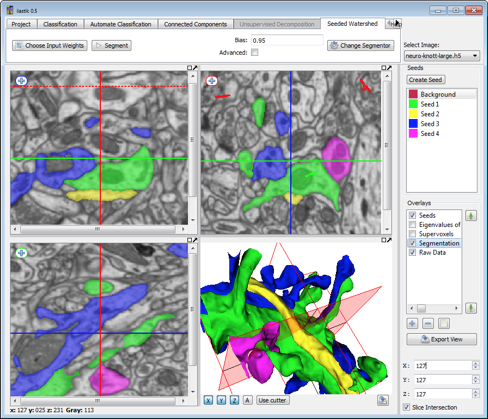 ilastik 0.5
Project
Classification
Automate Classification
Connected Components
Unsupervised Decomposition
Seeded Watershed
Help
Choose Input Weights
Segment
Bias:
0.95
Advanced:
Change Segmentor
Select Image:
neuro-knott-large.h5
Seeds
Create Seed
Background
Seed 1
Seed 2
Seed 3
Seed 4
Overlays
Seeds
Eigenvalues of
Supervoxels
Segmentation
Raw Data
Export View
X: 127
Y: 127
Z: 127
Slice Intersection
X Y Z A Use cutter
x: 127 y: 025 z: 231 Gray: 113